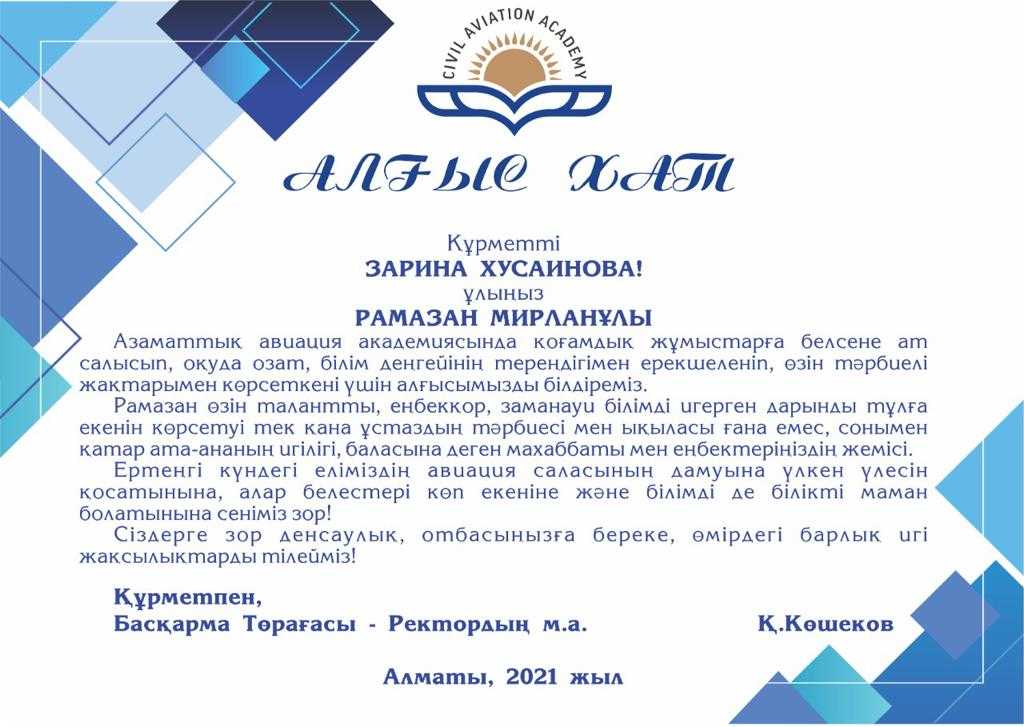 CIVIL AVIATION ACADEMY
АЛҒЫС ХАТ
Құрметті
ЗАРИНА ХУСАИНОВА!
ұлыңыз
РАМАЗАН МИРЛАНҰЛЫ
Азаматтық авиация академиясында қоғамдық жұмыстарға белсене ат
салысып, оқуда озат, білім деңгейінің тереңдігімен ерекшеленіп, өзін тәрбиелі
жақтарымен көрсеткені үшін алғысымызды білдіреміз.
Рамазан өзін талантты, еңбекқор, заманауи білімді игерген дарынды тұлға
екенін көрсетуі тек қана ұстаздың тәрбиесі мен ықыласы ғана емес, сонымен
қатар ата-ананың игілігі, баласына деген махаббаты мен еңбектеріңіздің жемісі.
Ертеңгі күндегі еліміздің авиация саласының дамуына үлкен үлесін
қосатынына, алар белестері көп екеніне және білімді де білікті маман
болатынына сеніміз зор!
Сіздерге зор денсаулық, отбасыңызға береке, өмірдегі барлық игі
жақсылықтарды тілейміз!
Құрметпен,
Басқарма Төрағасы - Ректордың м.а. Қ.Көшеков
Алматы, 2021 жыл